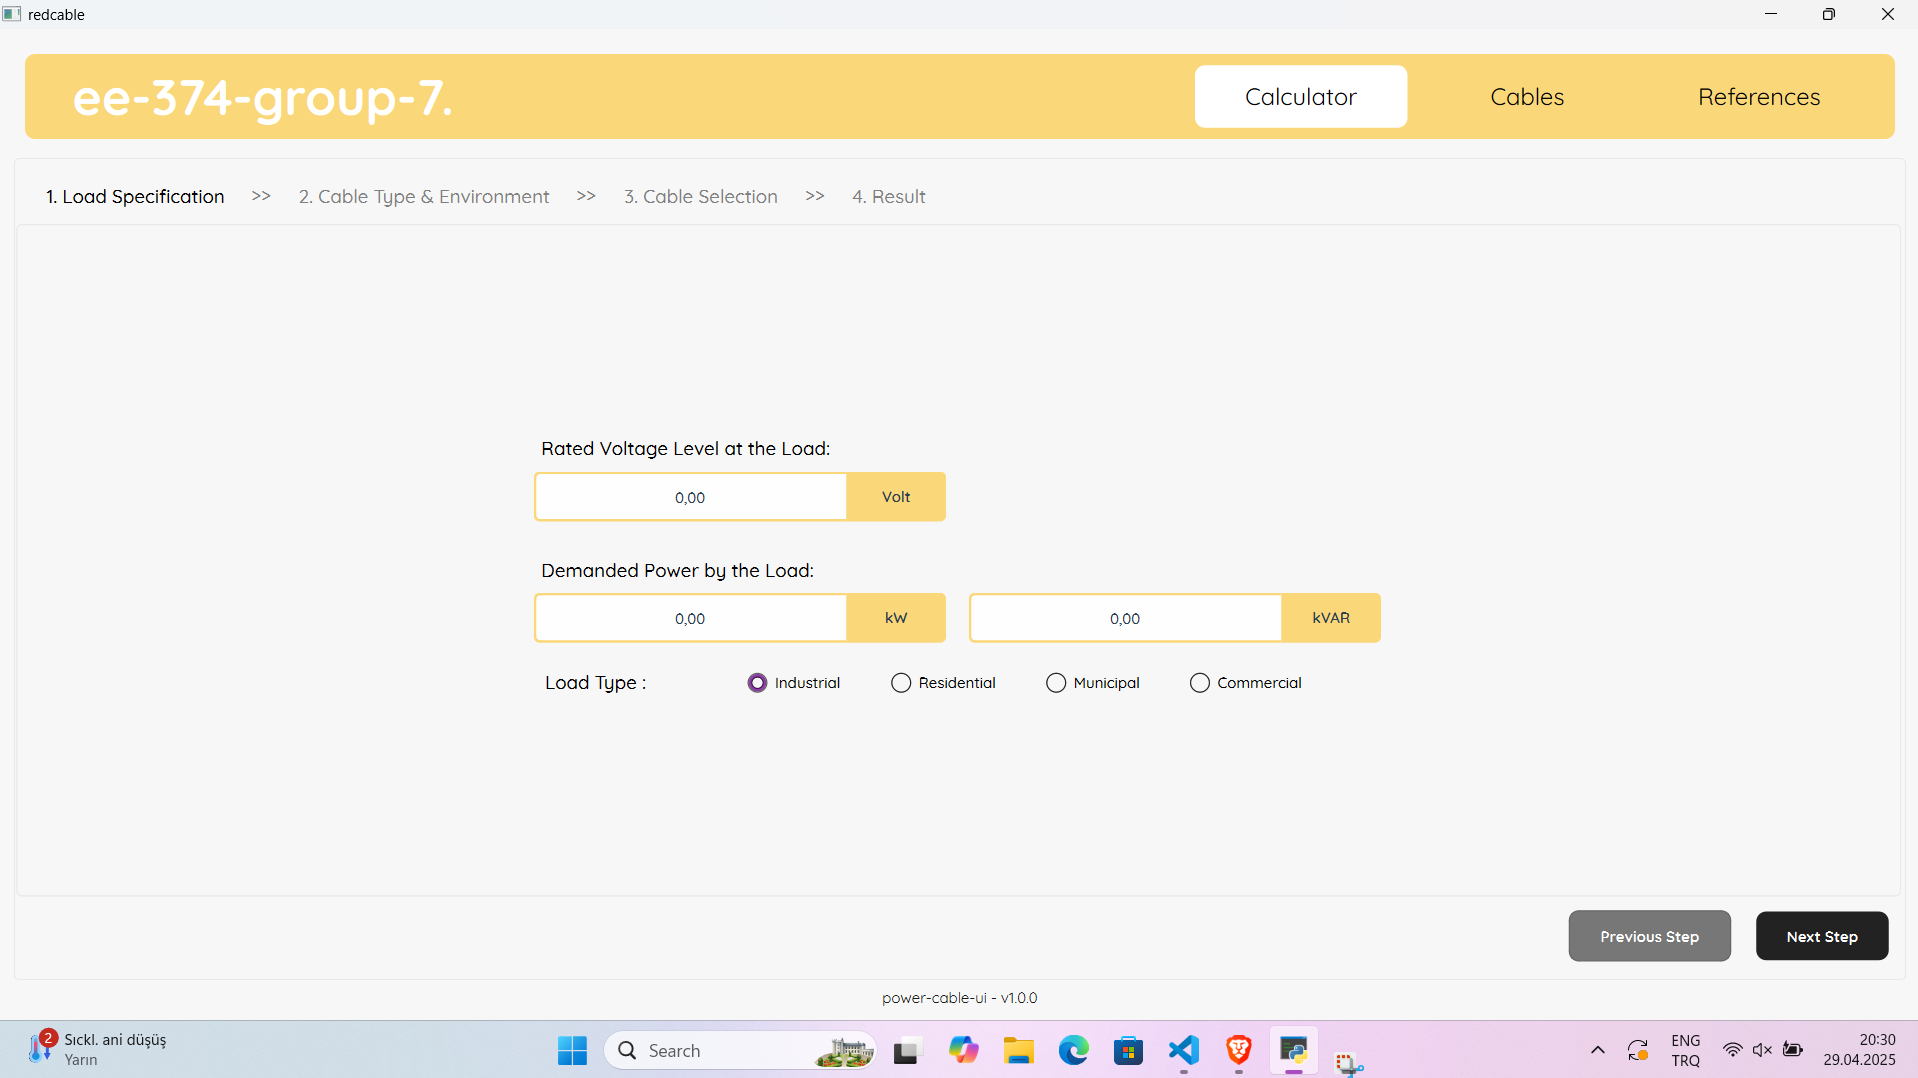 redcable
ee-374-group-7.
Calculator
Cables
References
1. Load Specification >> 2. Cable Type & Environment >> 3. Cable Selection >> 4. Result
Rated Voltage Level at the Load:
0,00 Volt
Demanded Power by the Load:
0,00 kW 0,00 kVAR
Load Type : Industrial Residential Municipal Commercial
Previous Step Next Step
power-cable-ui - v1.0.0
2 Sıckl. ani düşüş
Yarın
Search
ENG
TRQ
20:30
29.04.2025